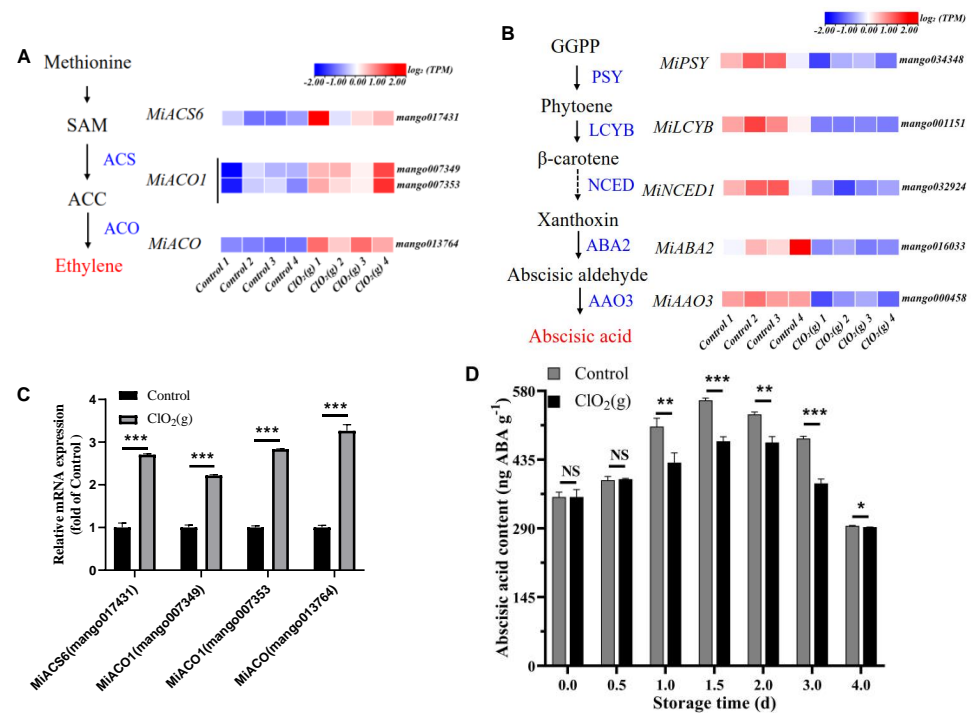 A
Methionine
SAM
ACS
ACC
ACO
Ethylene
log₂ (TPM)
-2.00 -1.00 0.00 1.00 2.00
MiACS6
mango017431
MiACO1
mango007349
mango007353
MiACO
mango013764
Control 1
Control 2
Control 3
Control 4
ClO₂(g) 1
ClO₂(g) 2
ClO₂(g) 3
ClO₂(g) 4
B
GGPP
PSY
Phytoene
LCYB
β-carotene
NCED
Xanthoxin
ABA2
Abscisic aldehyde
AAO3
Abscisic acid
log₂ (TPM)
-2.00 -1.00 0.00 1.00 2.00
MiPSY
mango034348
MiLCYB
mango001151
MiNCED1
mango032924
MiABA2
mango016033
MiAAO3
mango000458
Control 1
Control 2
Control 3
Control 4
ClO₂(g) 1
ClO₂(g) 2
ClO₂(g) 3
ClO₂(g) 4
C
Control
ClO₂(g)
Relative mRNA expression
(fold of Control)
4
3
2
1
0
***
***
***
***
MiACS6(mango017431)
MiACO1(mango007349)
MiACO1(mango007353
MiACO(mango013764)
D
Control
ClO₂(g)
Abscisic acid content (ng ABA g⁻¹)
580
435
290
145
0
NS
NS
**
***
**
***
*
0.0 0.5 1.0 1.5 2.0 3.0 4.0
Storage time (d)